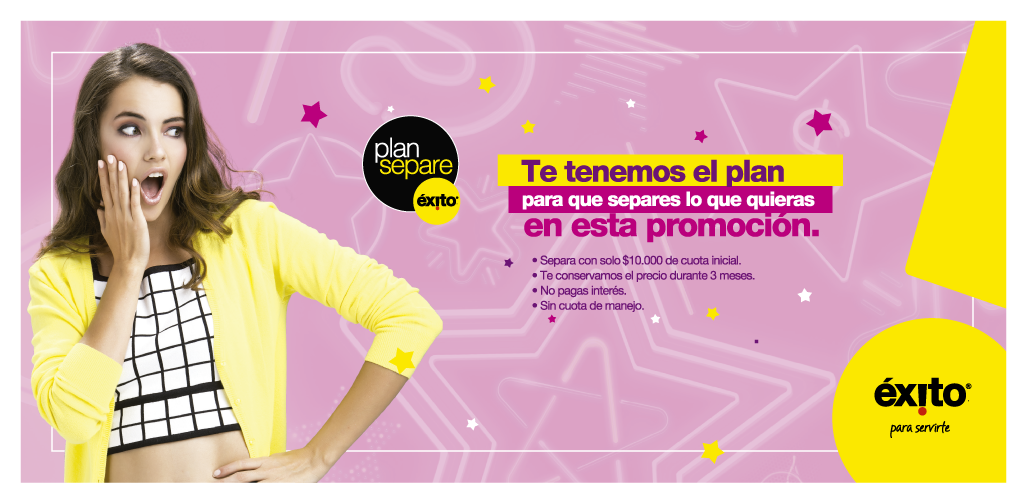 plan
separe
éxito®
Te tenemos el plan
para que separes lo que quieras
en esta promoción.
• Separa con solo $10.000 de cuota inicial.
• Te conservamos el precio durante 3 meses.
• No pagas interés.
• Sin cuota de manejo.
éxito®
para servirte